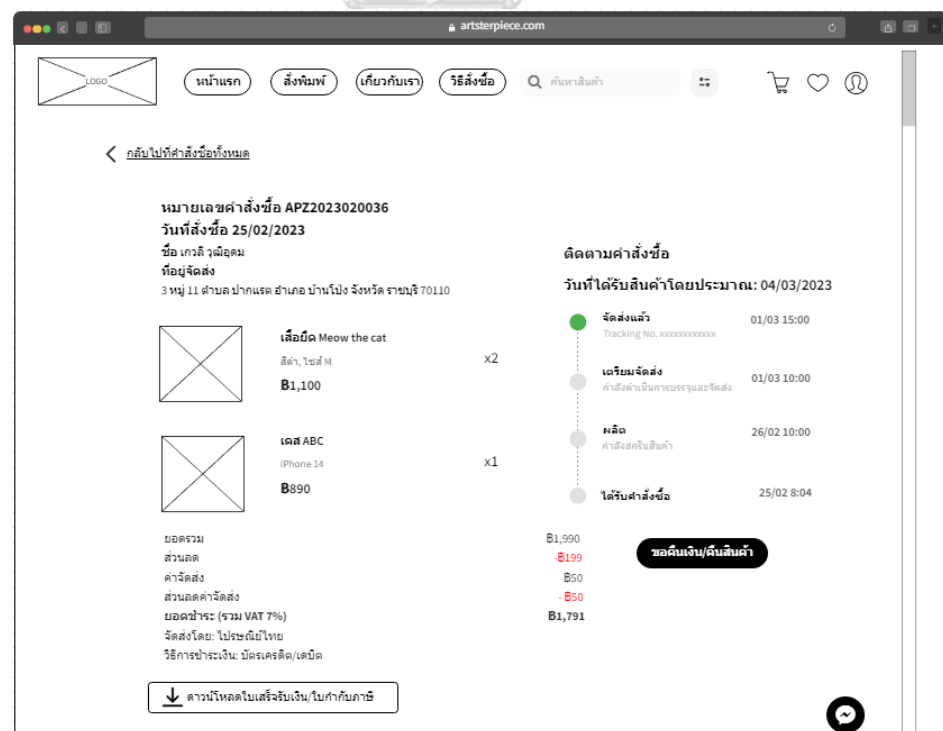 artsterpiece.com
LOGO
หน้าแรก
สั่งพิมพ์
เกี่ยวกับเรา
วิธีสั่งซื้อ
ค้นหาสินค้า
กลับไปที่คำสั่งซื้อทั้งหมด
หมายเลขคำสั่งซื้อ APZ2023020036
วันที่สั่งซื้อ 25/02/2023
ชื่อ เกวลิ วุฒิอุดม
ที่อยู่จัดส่ง
3 หมู่ 11 ตำบล ปากแรต อำเภอ บ้านโป่ง จังหวัด ราชบุรี 70110
เสื้อยืด Meow the cat
สีดำ, ไซส์ M
฿1,100
x2
เคส ABC
iPhone 14
฿890
x1
ติดตามคำสั่งซื้อ
วันที่ได้รับสินค้าโดยประมาณ: 04/03/2023
จัดส่งแล้ว 01/03 15:00
Tracking No. xxxxxxxxxxxx
เตรียมจัดส่ง 01/03 10:00
กำลังดำเนินการบรรจุและจัดส่ง
ผลิต 26/02 10:00
กำลังสกรีนสินค้า
ได้รับคำสั่งซื้อ 25/02 8:04
ยอดรวม ฿1,990
ส่วนลด -฿199
ค่าจัดส่ง ฿50
ส่วนลดค่าจัดส่ง - ฿50
ยอดชำระ (รวม VAT 7%) ฿1,791
จัดส่งโดย: ไปรษณีย์ไทย
วิธีการชำระเงิน: บัตรเครดิต/เดบิต
ขอคืนเงิน/คืนสินค้า
ดาวน์โหลดใบเสร็จรับเงิน/ใบกำกับภาษี